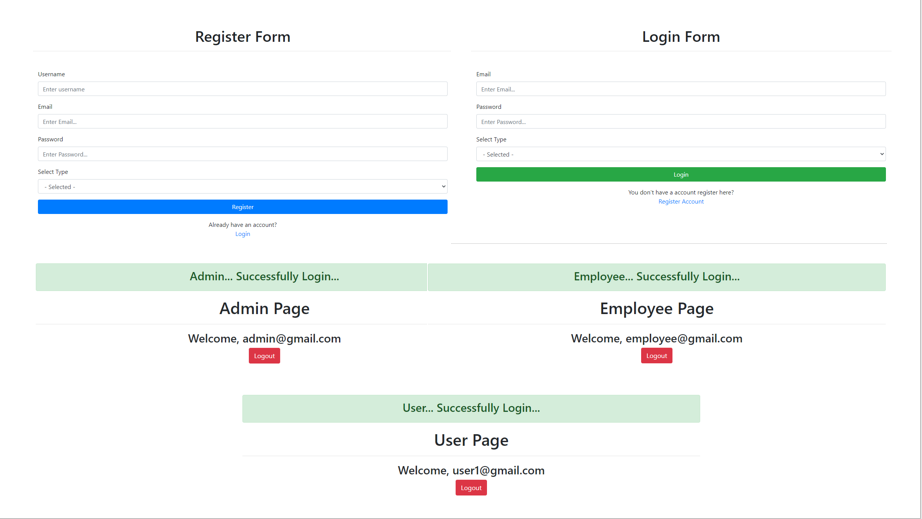 Register Form
Username
Enter username
Email
Enter Email...
Password
Enter Password...
Select Type
- Selected -
Register
Already have an account?
Login
Login Form
Email
Enter Email...
Password
Enter Password...
Select Type
- Selected -
Login
You don't have a account register here?
Register Account
Admin... Successfully Login...
Admin Page
Welcome, admin@gmail.com
Logout
Employee... Successfully Login...
Employee Page
Welcome, employee@gmail.com
Logout
User... Successfully Login...
User Page
Welcome, user1@gmail.com
Logout